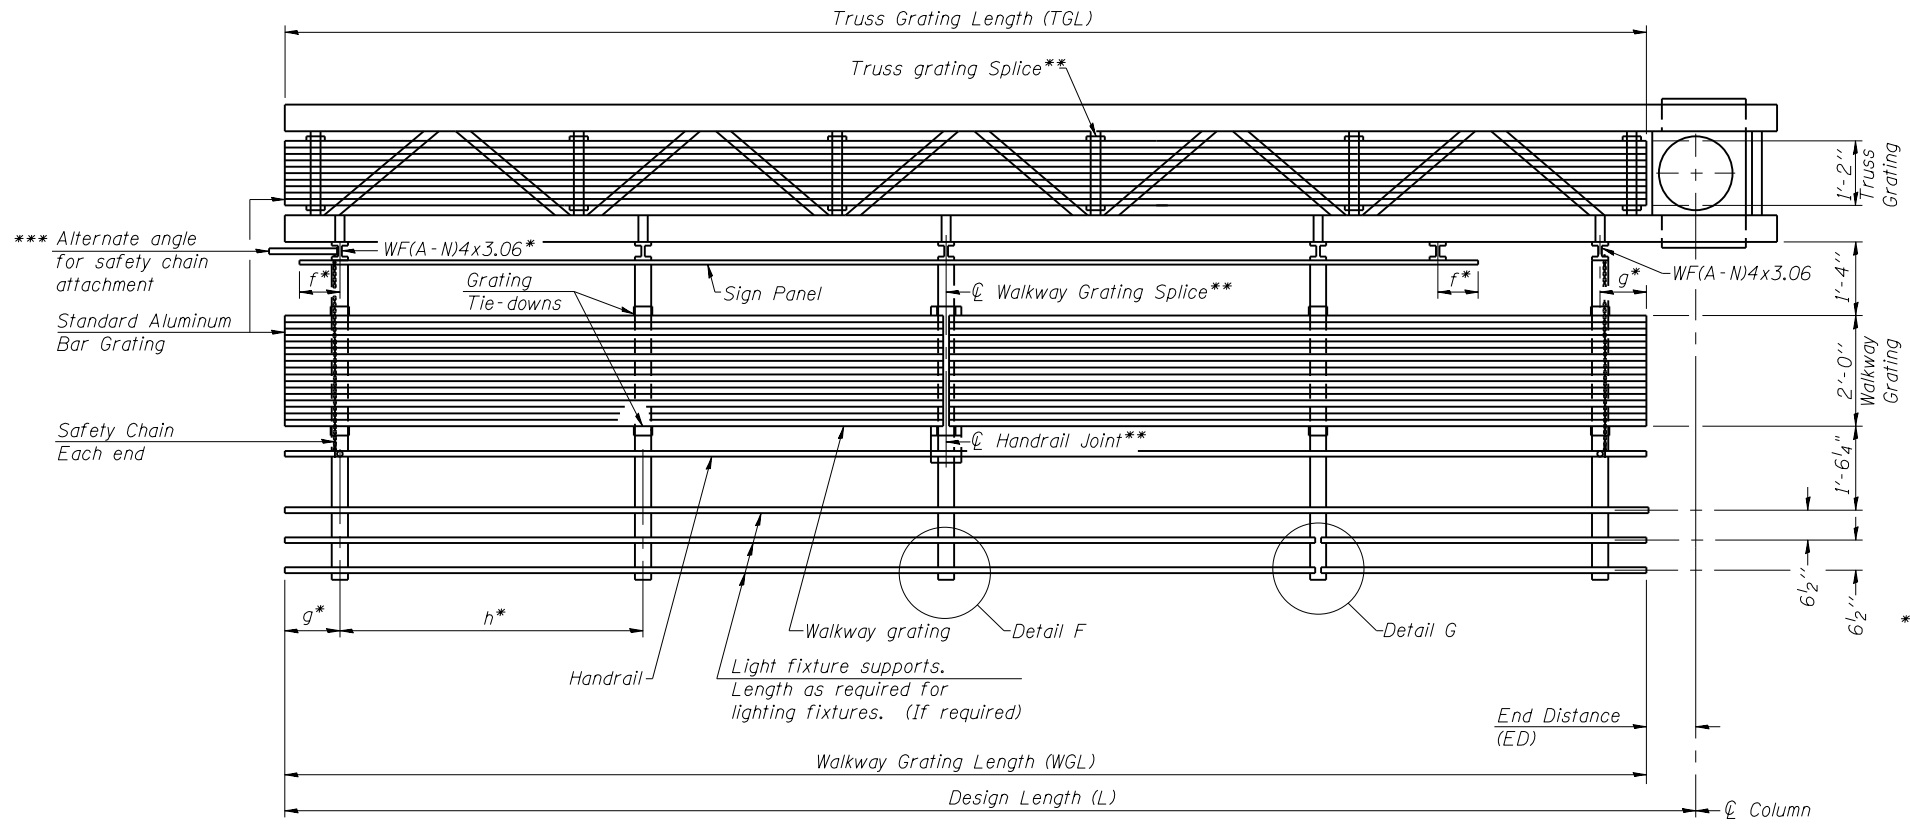 Truss Grating Length (TGL)
Truss grating Splice**
1'-2"
Truss
Grating
*** Alternate angle
for safety chain
attachment
WF(A-N)4x3.06*
f*
Grating
Tie-downs
Sign Panel
℄ Walkway Grating Splice**
f*
g*
WF(A-N)4x3.06
1'-4"
Standard Aluminum
Bar Grating
2'-0"
Walkway
Grating
Safety Chain
Each end
℄ Handrail Joint**
1'-6¼"
6½"
6½"
*
g*
h*
Walkway grating
Detail F
Detail G
Handrail
Light fixture supports.
Length as required for
lighting fixtures. (If required)
End Distance
(ED)
Walkway Grating Length (WGL)
Design Length (L)
℄ Column